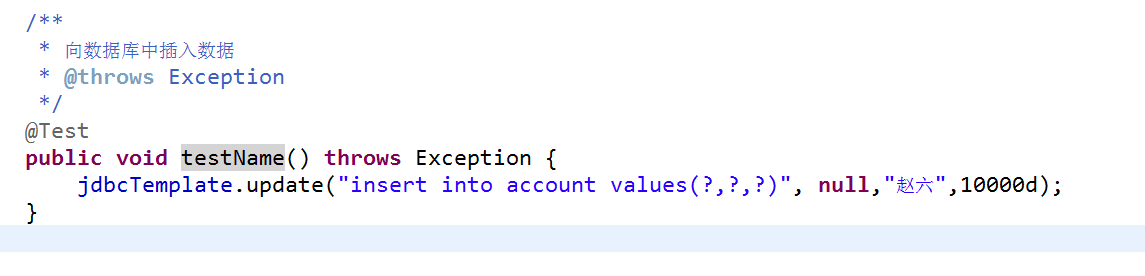 /**
 * 向数据库中插入数据
 * @throws Exception
 */
@Test
public void testName() throws Exception {
    jdbcTemplate.update("insert into account values(?,?,?)", null,"赵六",10000d);
}